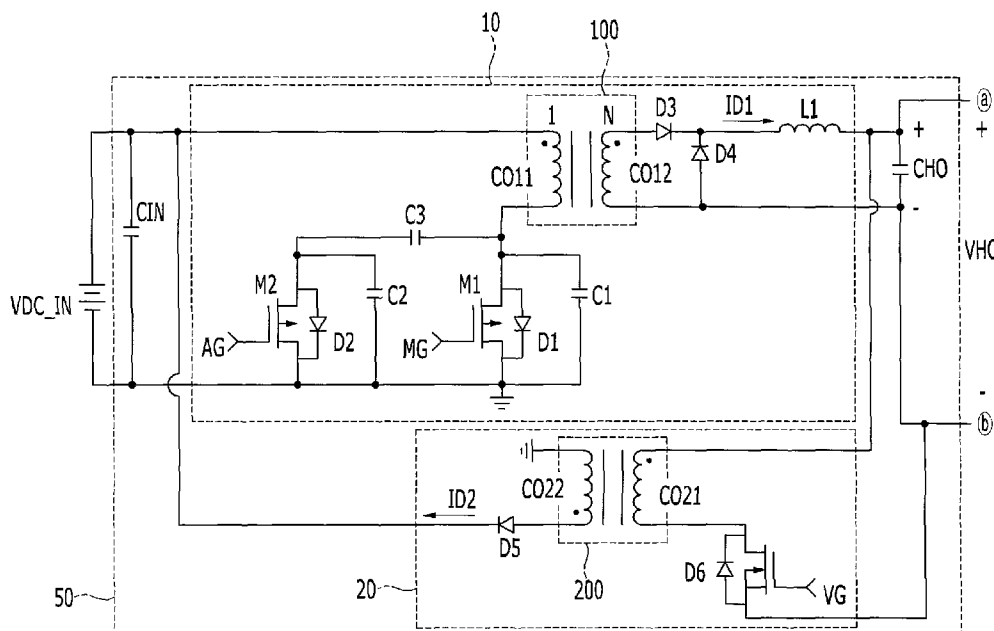 10
100
1
N
D3
ID1
L1
ⓐ
+
+
D4
CHO
-
CO11
CO12
CIN
C3
VHO
VDC_IN
M2
C2
M1
C1
AG
D2
MG
D1
-
ⓑ
CO22
CO21
ID2
D5
D6
VG
50
20
200